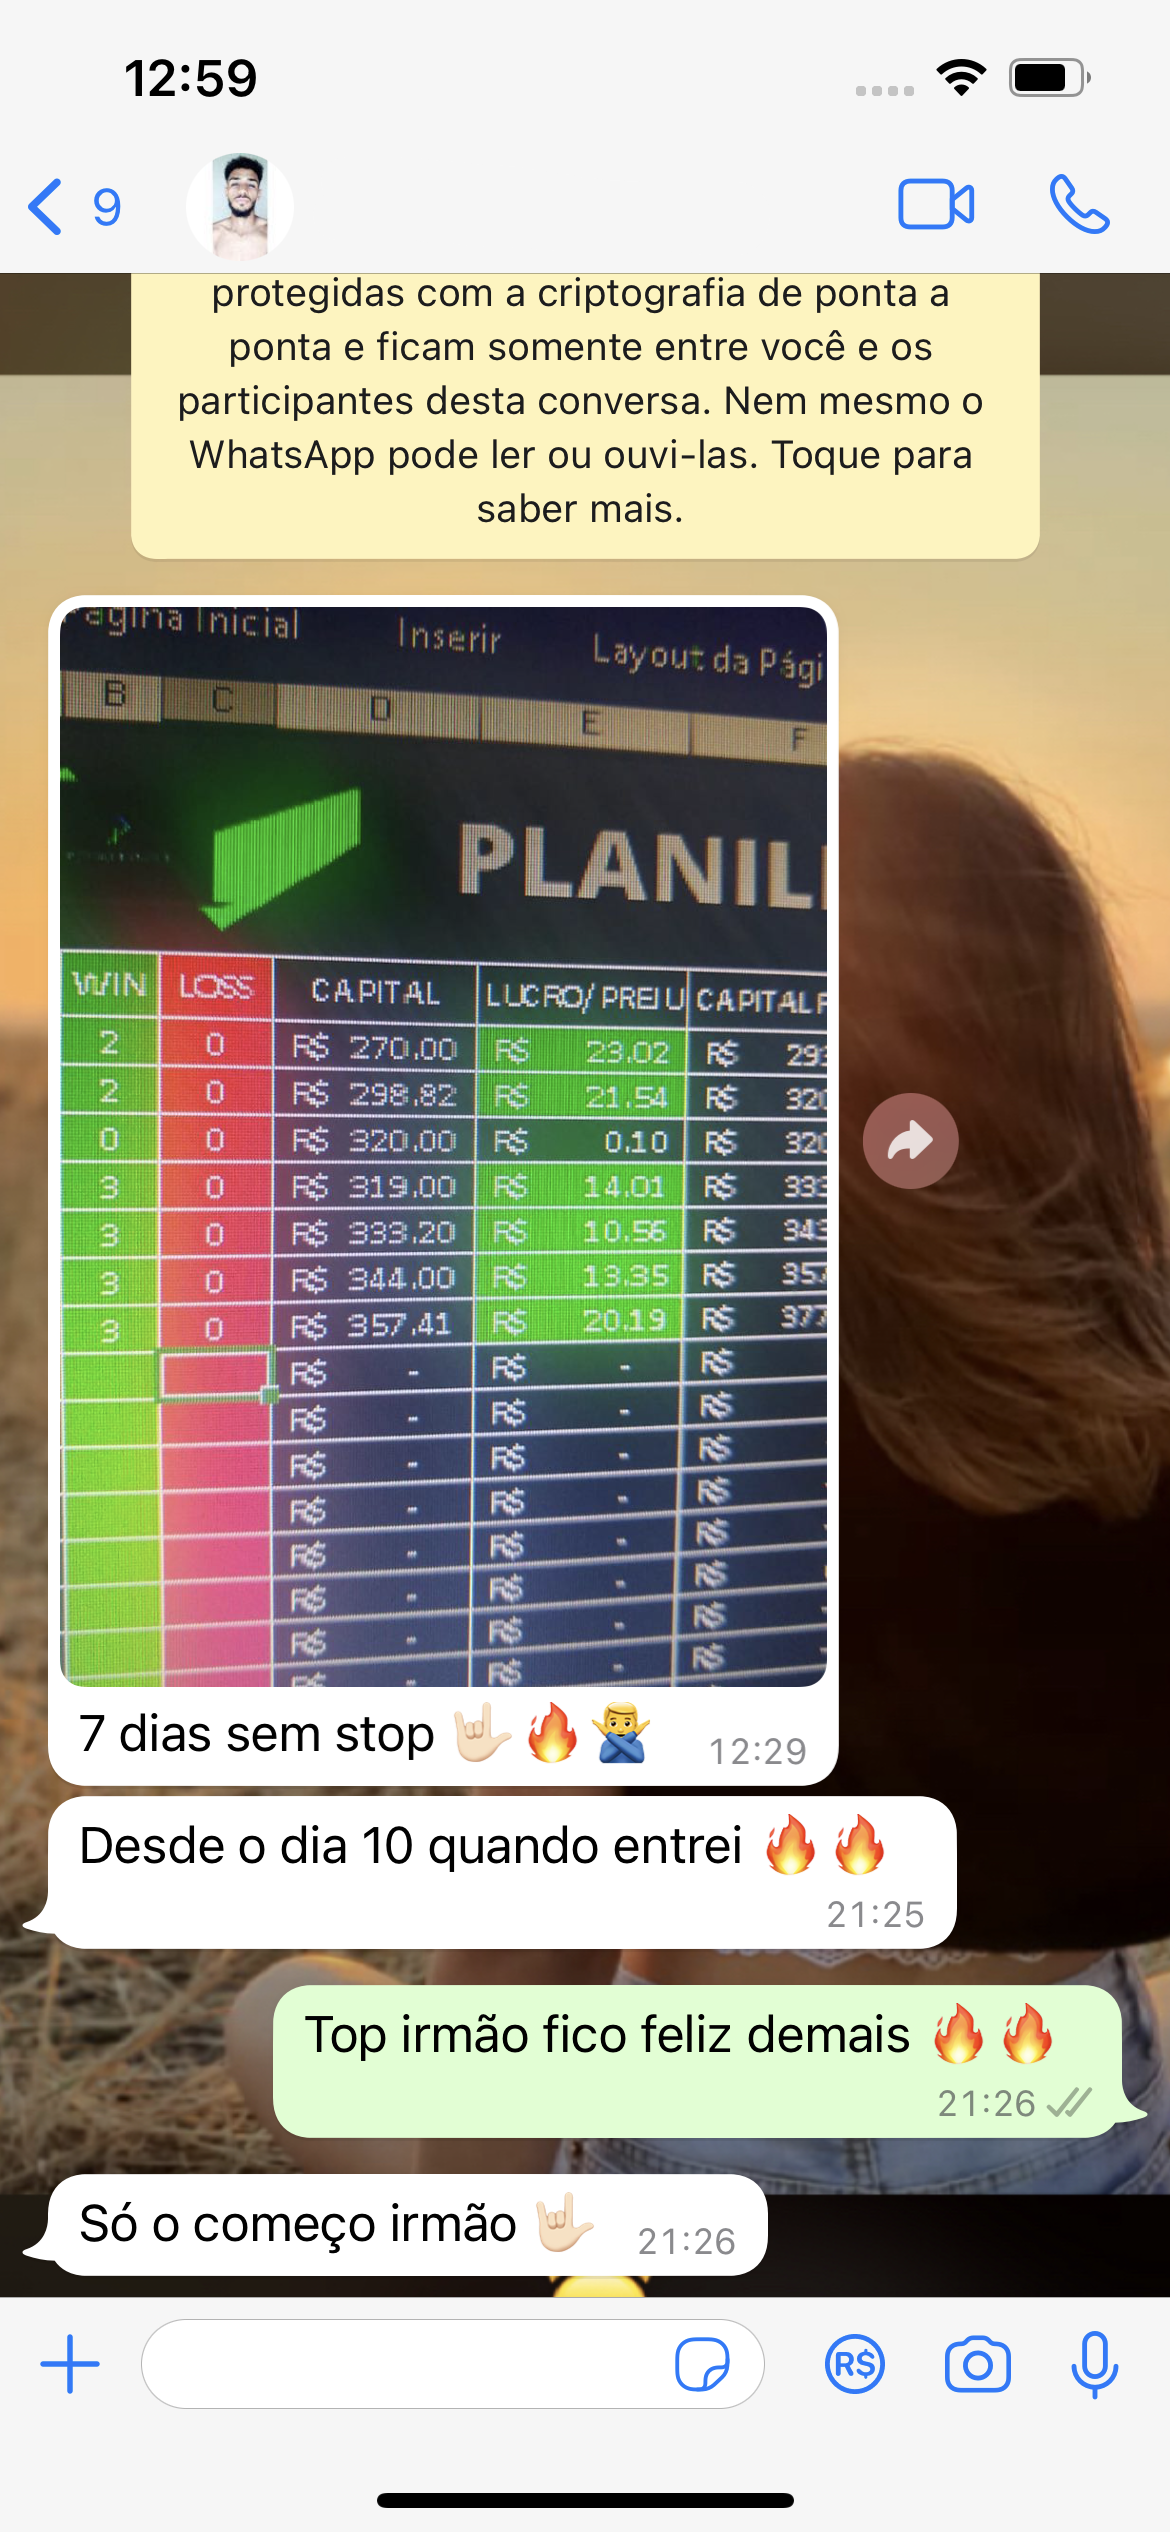 12:59
9
protegidas com a criptografia de ponta a
ponta e ficam somente entre você e os
participantes desta conversa. Nem mesmo o
WhatsApp pode ler ou ouvi-las. Toque para
saber mais.
Página Inicial Inserir Layout da Pági
B C D E F
PLANIL
WIN LOSS CAPITAL LUCRO/ PREJU CAPITAL F
2 0 R$ 270.00 R$ 23.02 R$ 293
2 0 R$ 298.82 R$ 21.54 R$ 320
0 0 R$ 320.00 R$ 0.10 R$ 320
3 0 R$ 319.00 R$ 14.01 R$ 333
3 0 R$ 333.20 R$ 10.56 R$ 343
3 0 R$ 344.00 R$ 13.35 R$ 357
3 0 R$ 357.41 R$ 20.19 R$ 377
R$ - R$ - R$
R$ - R$ - R$
R$ - R$ - R$
R$ - R$ - R$
R$ - R$ - R$
R$ - R$ - R$
R$ - R$ - R$
R$ - R$ - R$
7 dias sem stop 🤟🏻🔥🙅‍♂️ 12:29
Desde o dia 10 quando entrei 🔥🔥
21:25
Top irmão fico feliz demais 🔥🔥
21:26
Só o começo irmão 🤟🏻 21:26
R$